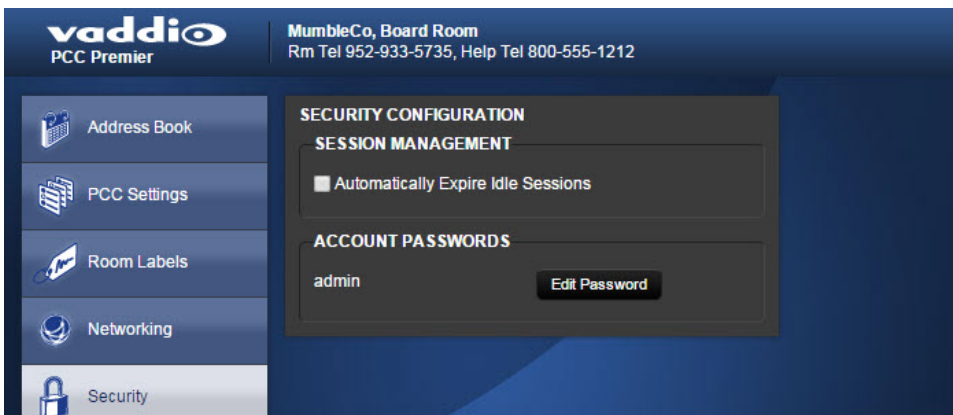 vaddio
PCC Premier
MumbleCo, Board Room
Rm Tel 952-933-5735, Help Tel 800-555-1212
Address Book
PCC Settings
Room Labels
Networking
Security
SECURITY CONFIGURATION
SESSION MANAGEMENT
Automatically Expire Idle Sessions
ACCOUNT PASSWORDS
admin
Edit Password